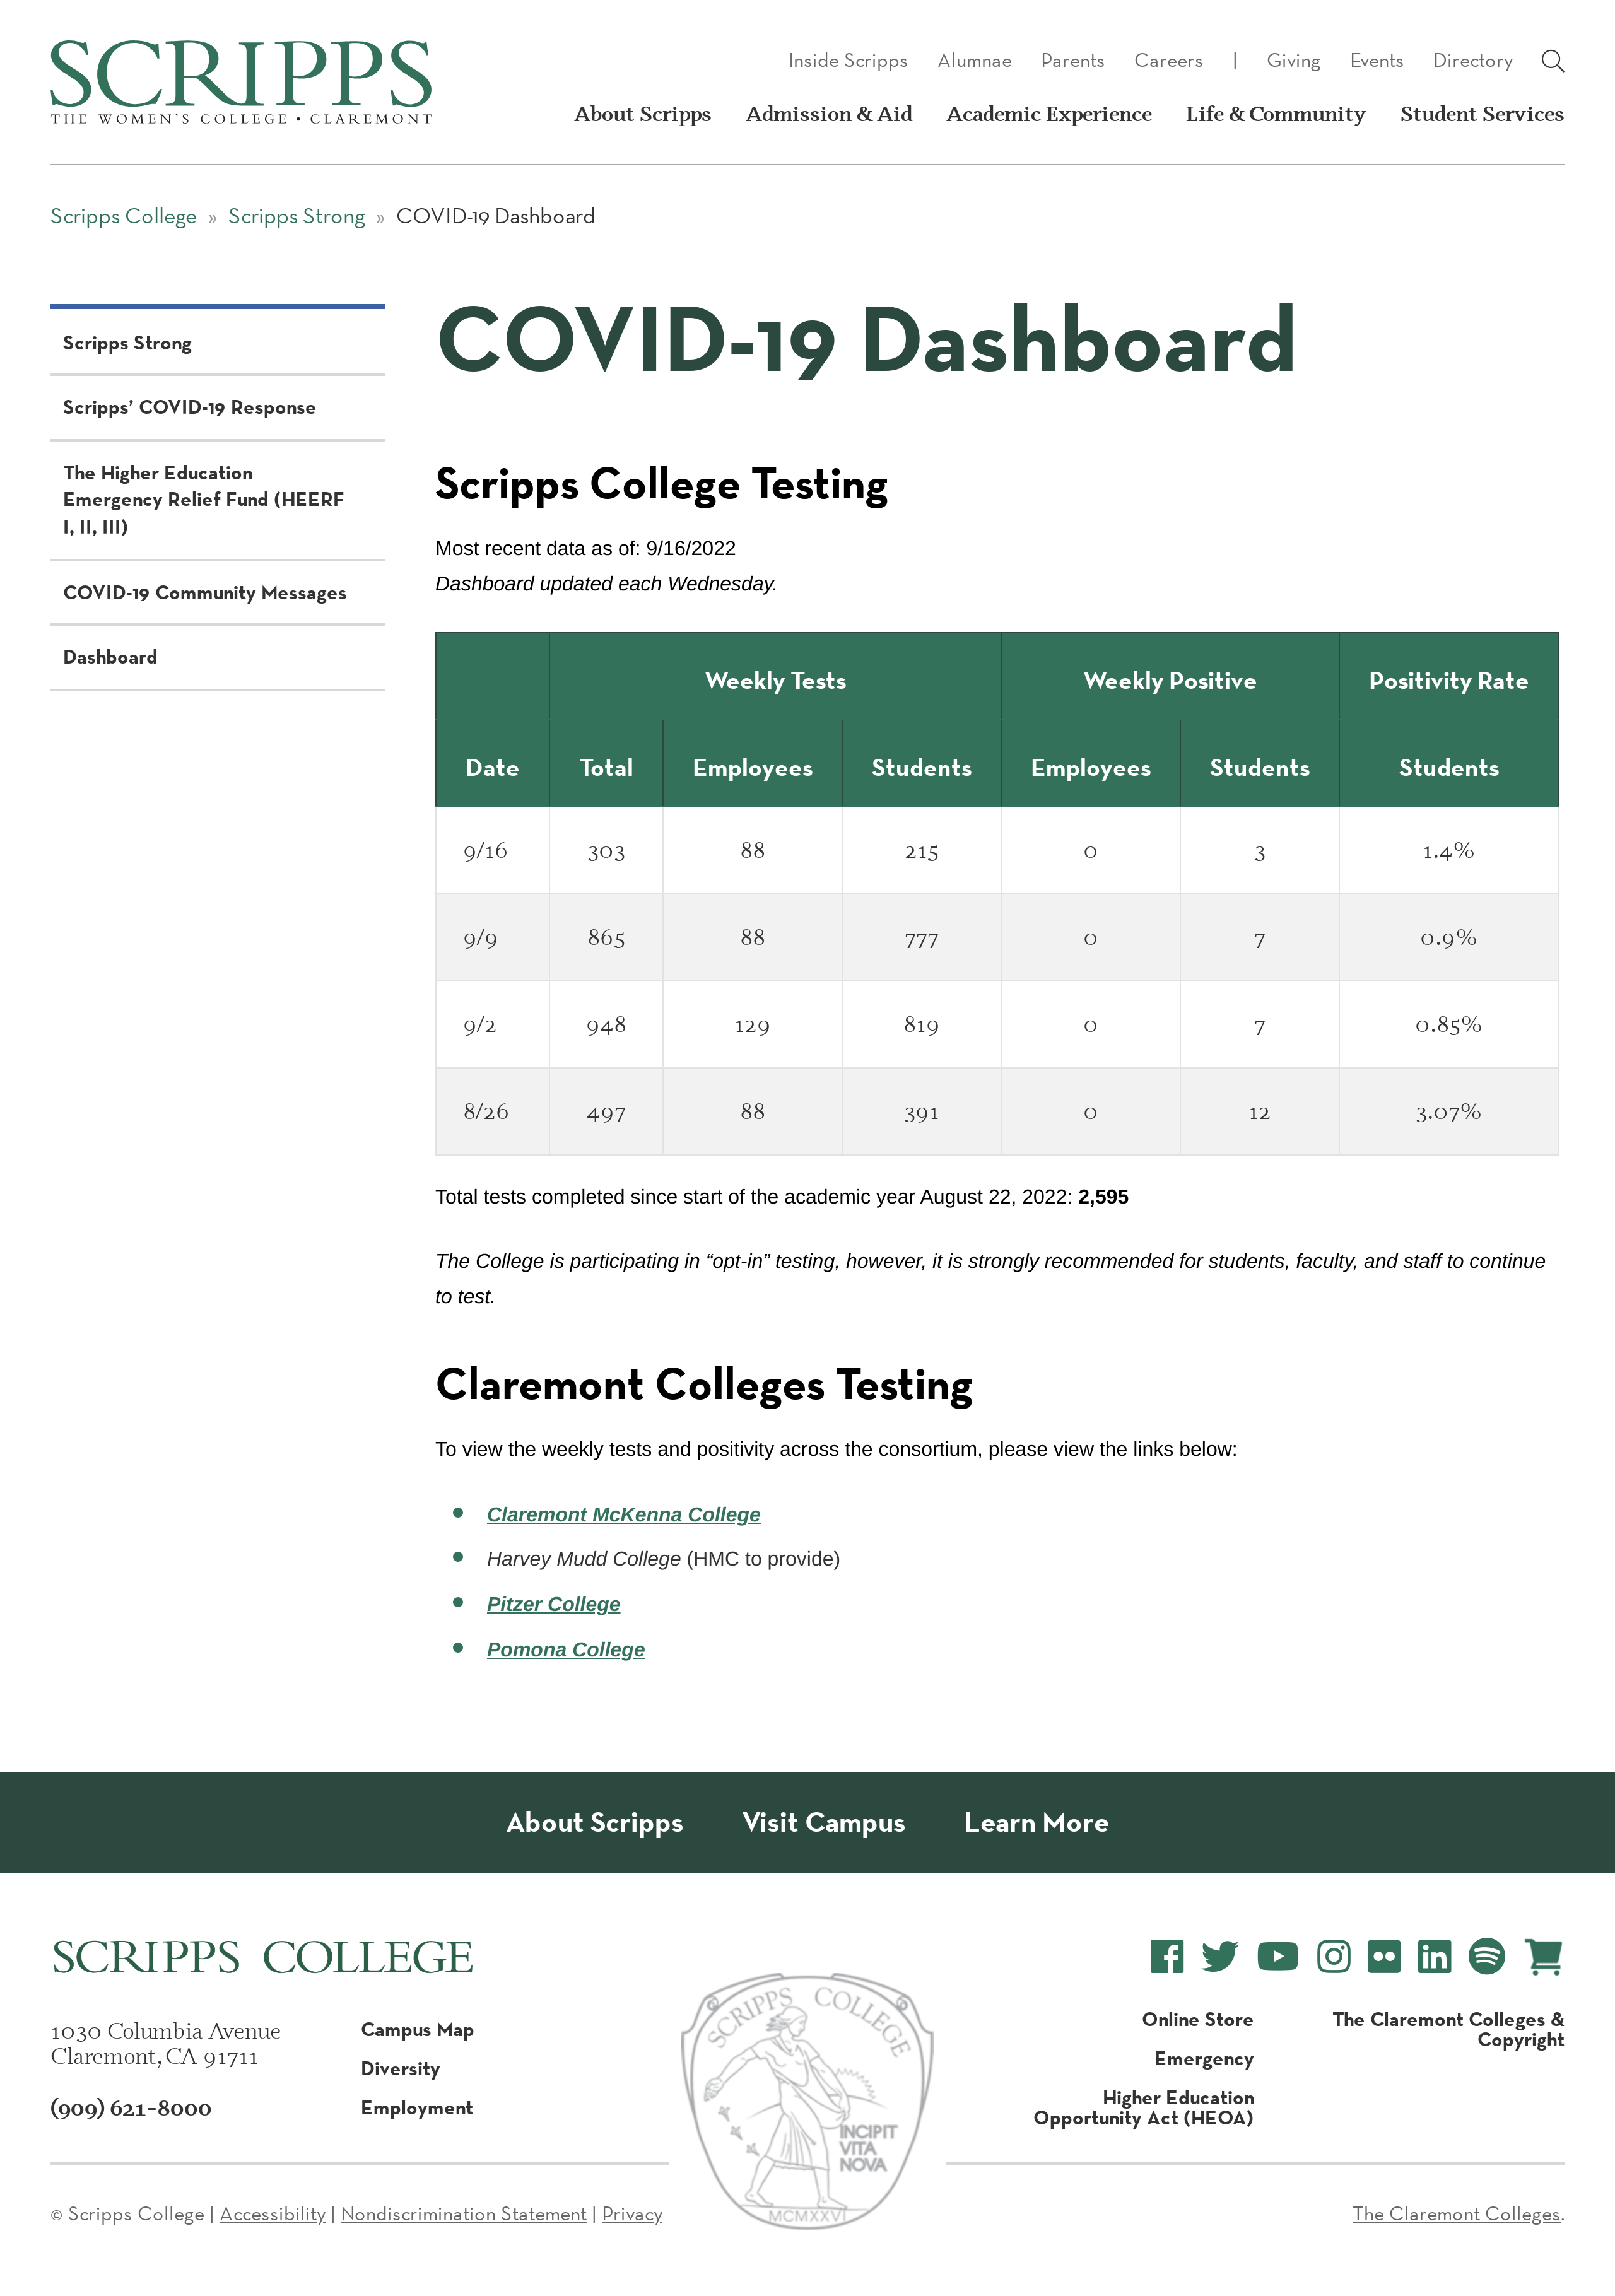 SCRIPPS
THE WOMEN'S COLLEGE • CLAREMONT
Inside Scripps Alumnae Parents Careers | Giving Events Directory
About Scripps Admission & Aid Academic Experience Life & Community Student Services
Scripps College » Scripps Strong » COVID-19 Dashboard
Scripps Strong
Scripps’ COVID-19 Response
The Higher Education
Emergency Relief Fund (HEERF
I, II, III)
COVID-19 Community Messages
Dashboard
COVID-19 Dashboard
Scripps College Testing
Most recent data as of: 9/16/2022
Dashboard updated each Wednesday.
Weekly Tests Weekly Positive Positivity Rate
Date Total Employees Students Employees Students Students
9/16 303 88 215 0 3 1.4%
9/9 865 88 777 0 7 0.9%
9/2 948 129 819 0 7 0.85%
8/26 497 88 391 0 12 3.07%
Total tests completed since start of the academic year August 22, 2022: 2,595
The College is participating in “opt-in” testing, however, it is strongly recommended for students, faculty, and staff to continue
to test.
Claremont Colleges Testing
To view the weekly tests and positivity across the consortium, please view the links below:
Claremont McKenna College
Harvey Mudd College (HMC to provide)
Pitzer College
Pomona College
About Scripps Visit Campus Learn More
SCRIPPS COLLEGE
1030 Columbia Avenue
Claremont, CA 91711
(909) 621-8000
Campus Map
Diversity
Employment
SCRIPPS COLLEGE
INCIPIT
VITA
NOVA
MCMXXVI
Online Store
Emergency
Higher Education
Opportunity Act (HEOA)
The Claremont Colleges &
Copyright
© Scripps College | Accessibility | Nondiscrimination Statement | Privacy
The Claremont Colleges.